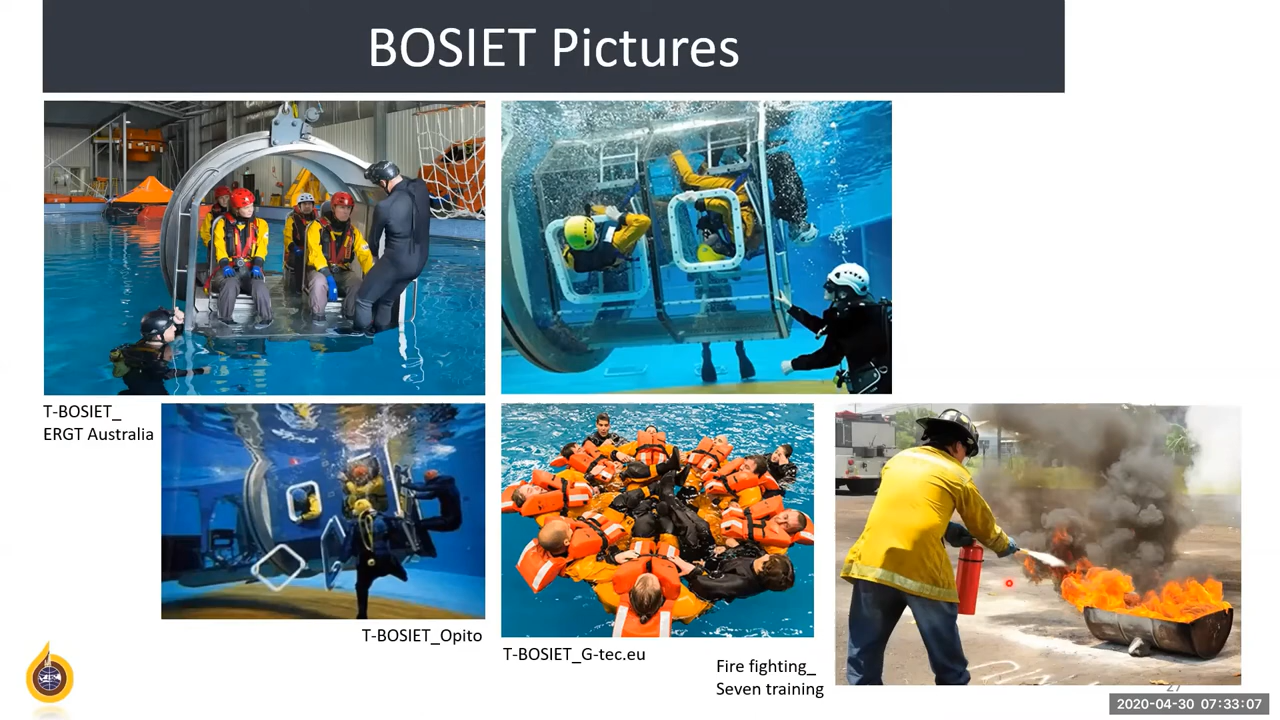 BOSIET Pictures
T-BOSIET_
ERGT Australia
T-BOSIET_Opito
T-BOSIET_G-tec.eu
Fire fighting_
Seven training
27
2020-04-30 07:33:07